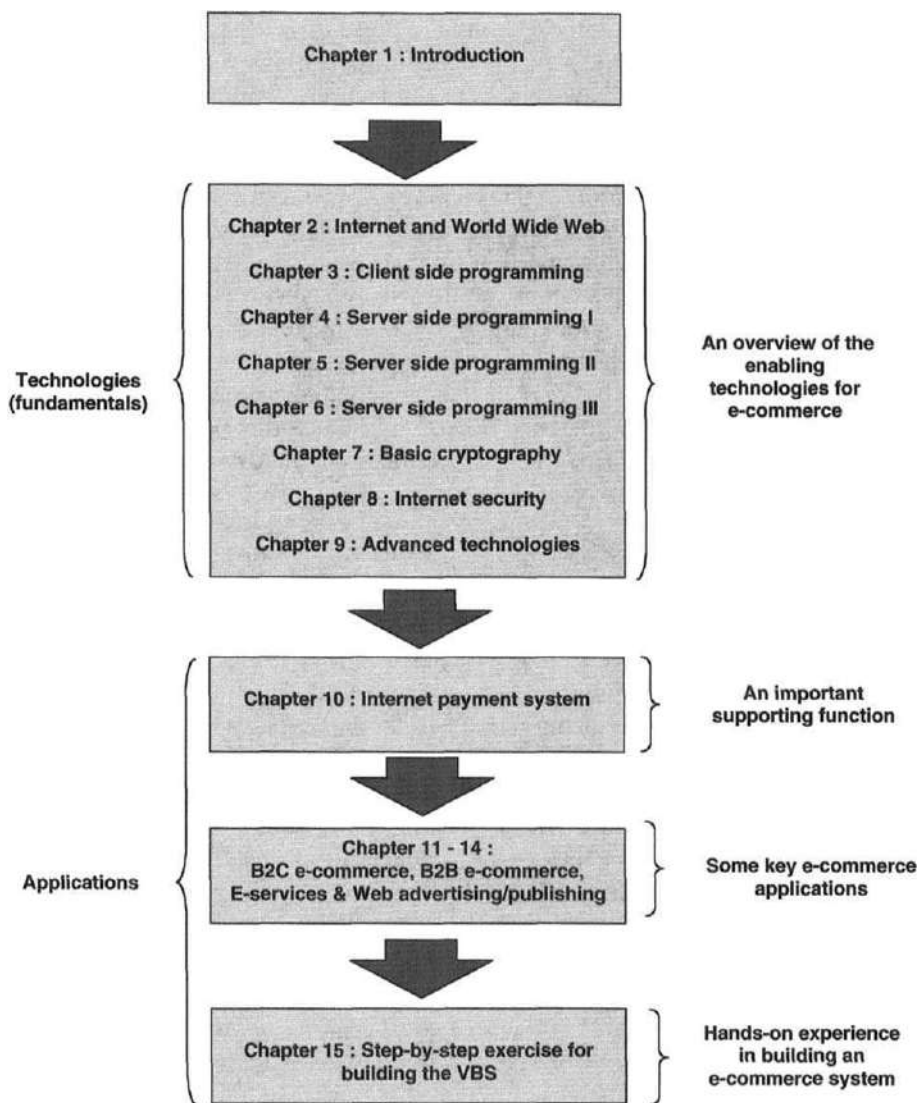 Chapter 1 : Introduction
Technologies
(fundamentals)
Chapter 2 : Internet and World Wide Web
Chapter 3 : Client side programming
Chapter 4 : Server side programming I
Chapter 5 : Server side programming II
Chapter 6 : Server side programming III
Chapter 7 : Basic cryptography
Chapter 8 : Internet security
Chapter 9 : Advanced technologies
An overview of the
enabling
technologies for
e-commerce
Applications
Chapter 10 : Internet payment system
An important
supporting function
Chapter 11 - 14 :
B2C e-commerce, B2B e-commerce,
E-services & Web advertising/publishing
Some key e-commerce
applications
Chapter 15 : Step-by-step exercise for
building the VBS
Hands-on experience
in building an
e-commerce system